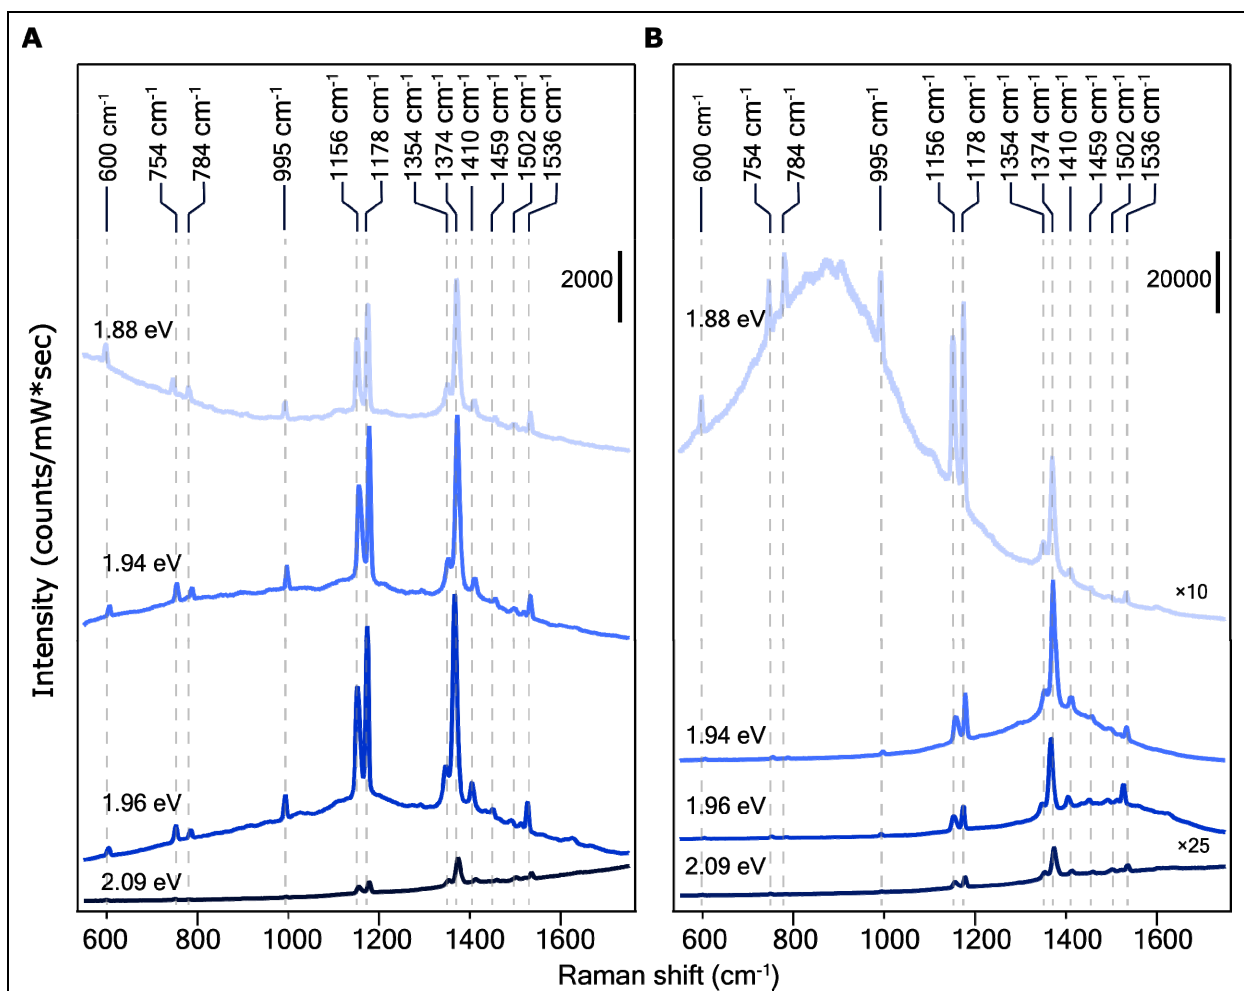 A
600 cm⁻¹
754 cm⁻¹
784 cm⁻¹
995 cm⁻¹
1156 cm⁻¹
1178 cm⁻¹
1354 cm⁻¹
1374 cm⁻¹
1410 cm⁻¹
1459 cm⁻¹
1502 cm⁻¹
1536 cm⁻¹
2000
1.88 eV
1.94 eV
1.96 eV
2.09 eV
600 800 1000 1200 1400 1600
B
600 cm⁻¹
754 cm⁻¹
784 cm⁻¹
995 cm⁻¹
1156 cm⁻¹
1178 cm⁻¹
1354 cm⁻¹
1374 cm⁻¹
1410 cm⁻¹
1459 cm⁻¹
1502 cm⁻¹
1536 cm⁻¹
20000
1.88 eV
×10
1.94 eV
1.96 eV
×25
2.09 eV
600 800 1000 1200 1400 1600
Intensity (counts/mW*sec)
Raman shift (cm⁻¹)